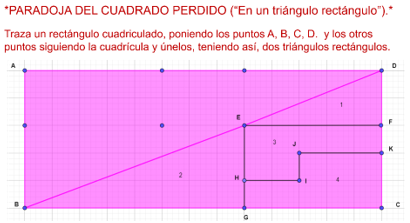 *PARADOJA DEL CUADRADO PERDIDO ("En un triángulo rectángulo").*
Traza un rectángulo cuadriculado, poniendo los puntos A, B, C, D. y los otros
puntos siguiendo la cuadrícula y únelos, teniendo así, dos triángulos rectángulos.
A
D
1
E
F
J
K
3
2
H
I
4
B
G
C